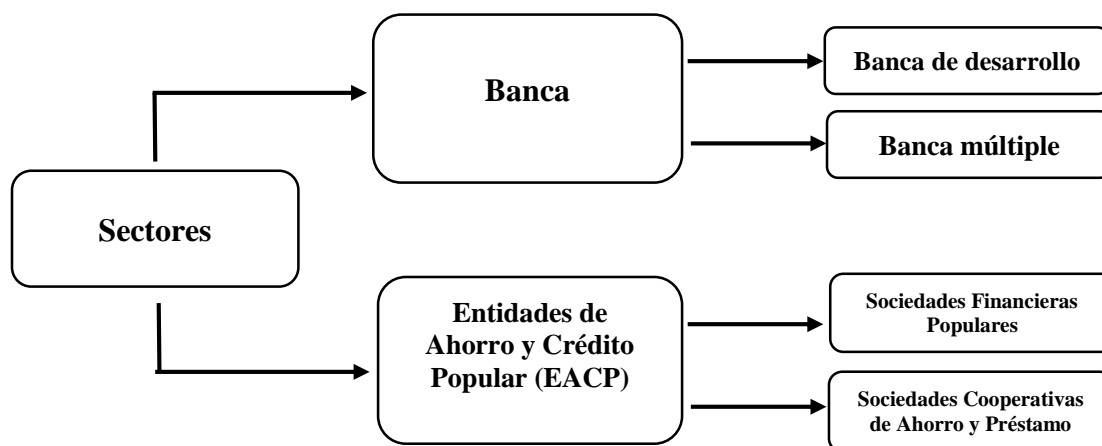 Sectores
Banca
Banca de desarrollo
Banca múltiple
Entidades de
Ahorro y Crédito
Popular (EACP)
Sociedades Financieras
Populares
Sociedades Cooperativas
de Ahorro y Préstamo